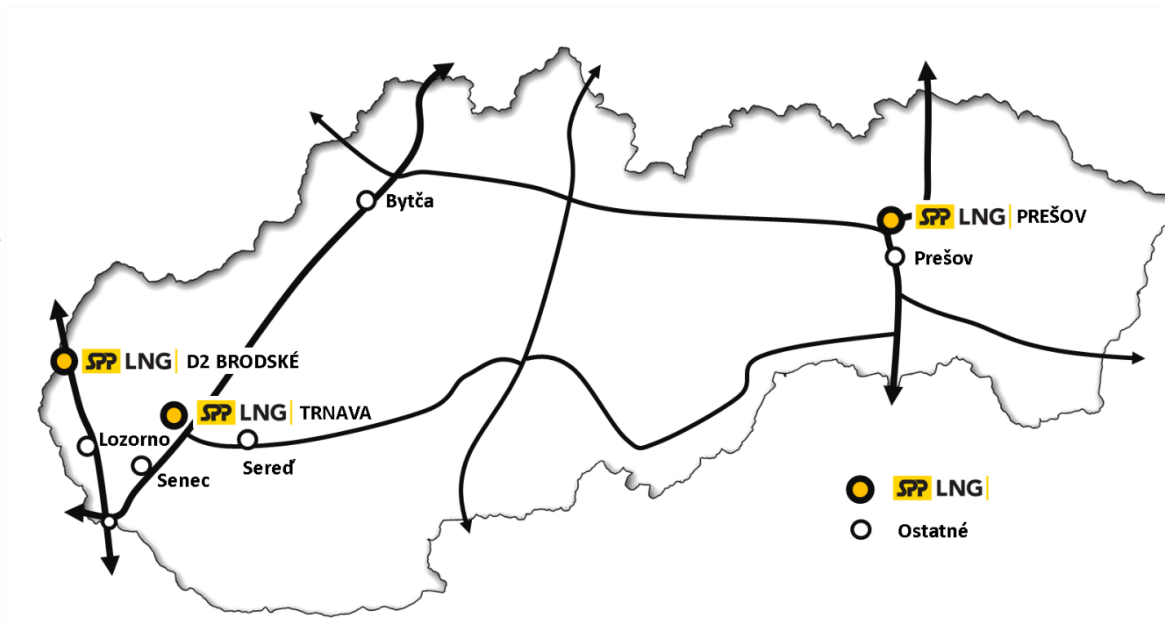 Bytča
SPP LNG PREŠOV
Prešov
SPP LNG D2 BRODSKÉ
SPP LNG TRNAVA
Lozorno
Sereď
Senec
SPP LNG
Ostatné